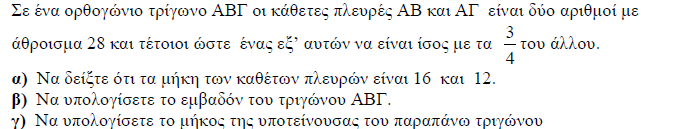 Σε ένα ορθογώνιο τρίγωνο ΑΒΓ οι κάθετες πλευρές ΑΒ και ΑΓ είναι δύο αριθμοί με
άθροισμα 28 και τέτοιοι ώστε ένας εξ’ αυτών να είναι ίσος με τα 3/4 του άλλου.
α) Να δείξτε ότι τα μήκη των καθέτων πλευρών είναι 16 και 12.
β) Να υπολογίσετε το εμβαδόν του τριγώνου ΑΒΓ.
γ) Να υπολογίσετε το μήκος της υποτείνουσας του παραπάνω τριγώνου